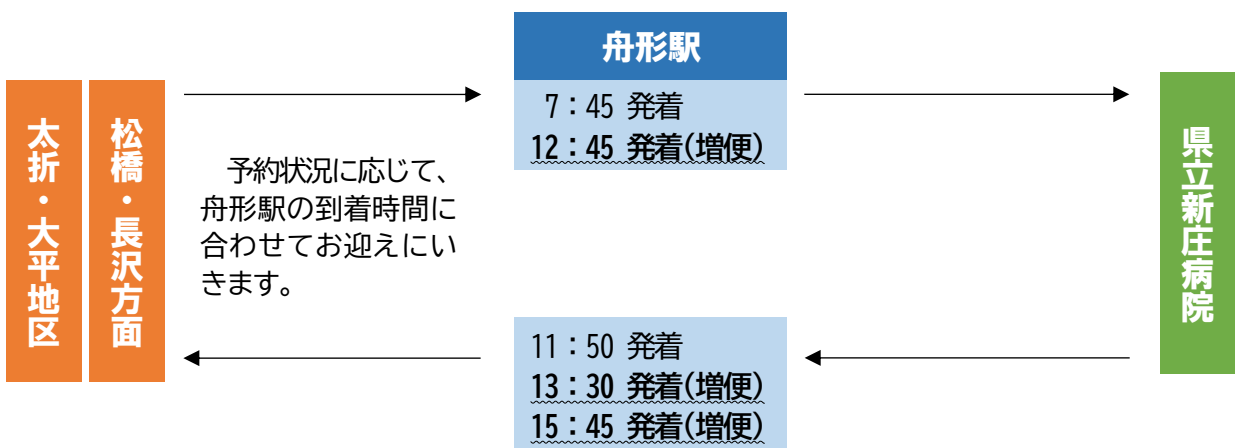 太折・大平地区
松橋・長沢方面
予約状況に応じて、
舟形駅の到着時間に
合わせてお迎えにい
きます。
舟形駅
7：45 発着
12：45 発着(増便)
11：50 発着
13：30 発着(増便)
15：45 発着(増便)
県立新庄病院